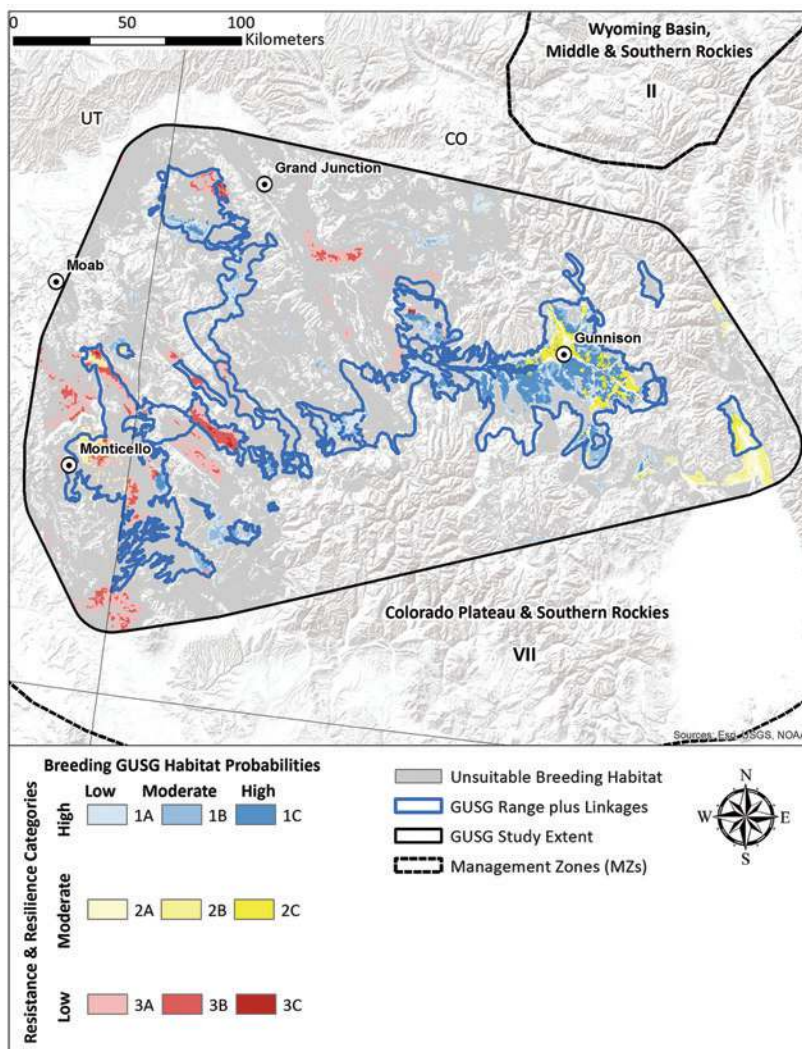 0 50 100
Kilometers
Wyoming Basin,
Middle & Southern
Rockies
II
UT
CO
Grand Junction
Moab
Gunnison
Monticello
Colorado Plateau & Southern Rockies
VII
Sources: Esri, USGS, NOAA
Breeding GUSG Habitat Probabilities
Low Moderate High
Resistance & Resilience Categories
High 1A 1B 1C
Moderate 2A 2B 2C
Low 3A 3B 3C
Unsuitable Breeding Habitat
GUSG Range plus Linkages
GUSG Study Extent
Management Zones (MZs)
N
W E
S